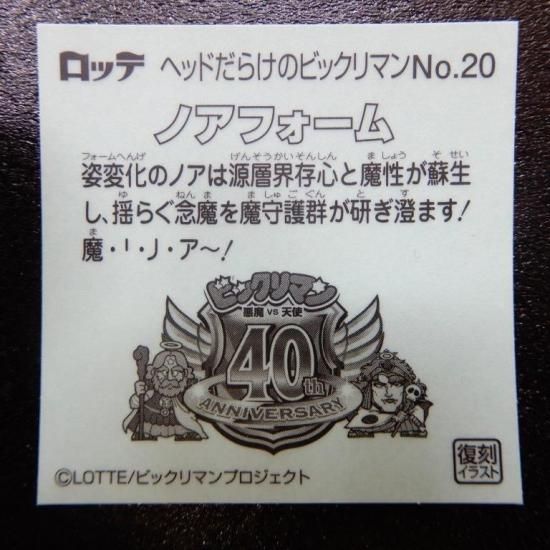 ロッテ ヘッドだらけのビックリマンNo.20
ノアフォーム
フォームへんげ げんそうかいそんしん ま しょう そ せい
姿変化のノアは源層界存心と魔性が蘇生
ゆ ねん ま ま しゅ ご ぐん と す
し、揺らぐ念魔を魔守護群が研ぎ澄ます!
ま
魔・l・ノ・ア〜!
ビックリマン
悪魔 VS 天使
40th
ANNIVERSARY
©LOTTE/ビックリマンプロジェクト
復刻
イラスト